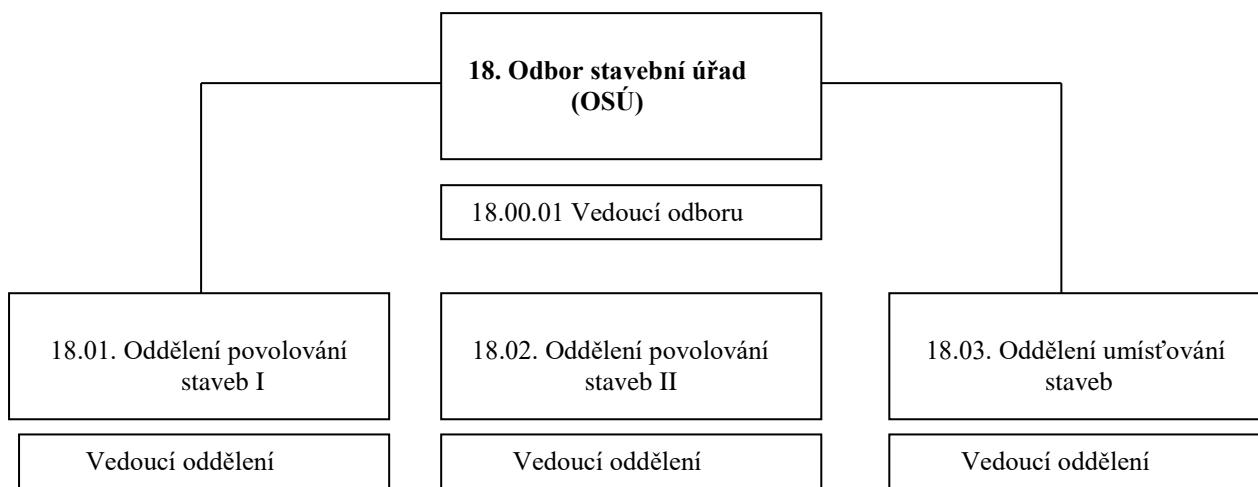 18. Odbor stavební úřad
(OSÚ)
18.00.01 Vedoucí odboru
18.01. Oddělení povolování
staveb I
18.02. Oddělení povolování
staveb II
18.03. Oddělení umísťování
staveb
Vedoucí oddělení
Vedoucí oddělení
Vedoucí oddělení